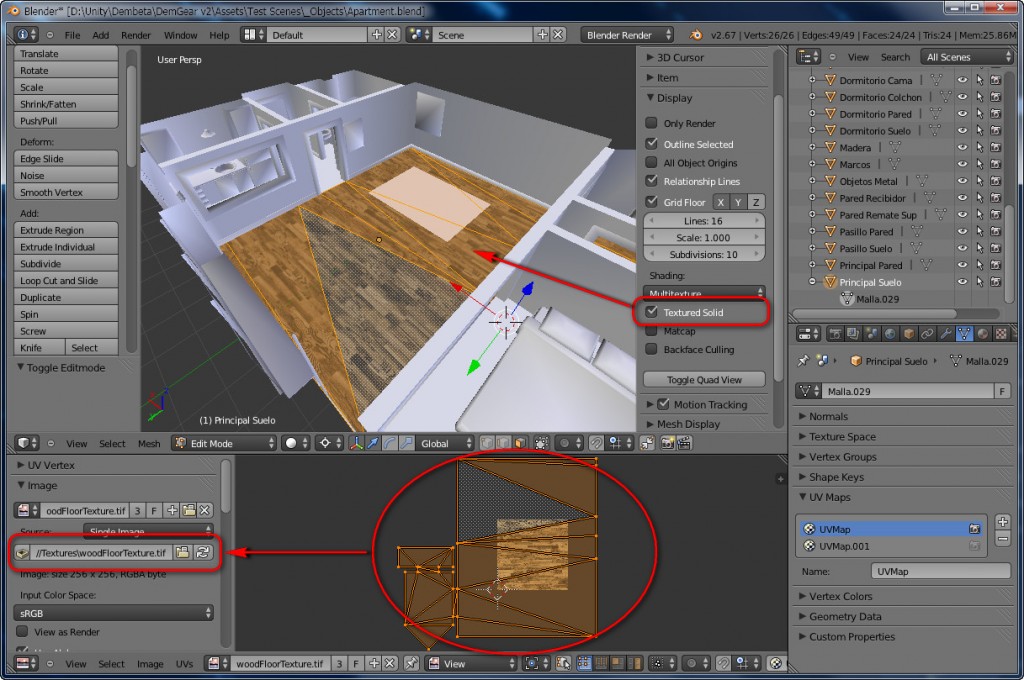 Blender* [D:\Unity\Dembeta\DemGear v2\Assets\Test Scenes\_Objects\Apartment.blend]
File Add Render Window Help Default Scene Blender Render v2.67 | Verts:26/26 | Edges:49/49 | Faces:24/24 | Tris:24 | Mem:25.86M
Translate
Rotate
Scale
Shrink/Fatten
Push/Pull
Deform:
Edge Slide
Noise
Smooth Vertex
Add:
Extrude Region
Extrude Individual
Subdivide
Loop Cut and Slide
Duplicate
Spin
Screw
Knife Select
Toggle Editmode
User Persp
(1) Principal Suelo
3D Cursor
Item
Display
Only Render
Outline Selected
All Object Origins
Relationship Lines
Grid Floor X Y Z
Lines: 16
Scale: 1.000
Subdivisions: 10
Shading:
Multitexture
Textured Solid
Matcap
Backface Culling
Toggle Quad View
Motion Tracking
Mesh Display
View Search All Scenes
Dormitorio Cama
Dormitorio Colchon
Dormitorio Pared
Dormitorio Suelo
Madera
Marcos
Objetos Metal
Pared Recibidor
Pared Remate Sup
Pasillo Pared
Pasillo Suelo
Principal Pared
Principal Suelo
Malla.029
Principal Suelo Malla.029
Malla.029 F
Normals
Texture Space
Vertex Groups
Shape Keys
UV Maps
UVMap
UVMap.001
Name: UVMap
Vertex Colors
Geometry Data
Custom Properties
View Select Mesh Edit Mode Global
UV Vertex
Image
oodFloorTexture.tif 3 F
Source: Single Image
//Textures\woodFloorTexture.tif
Image: size 256 x 256, RGBA byte
Input Color Space:
sRGB
View as Render
View Select Image UVs woodFloorTexture.tif 3 F View